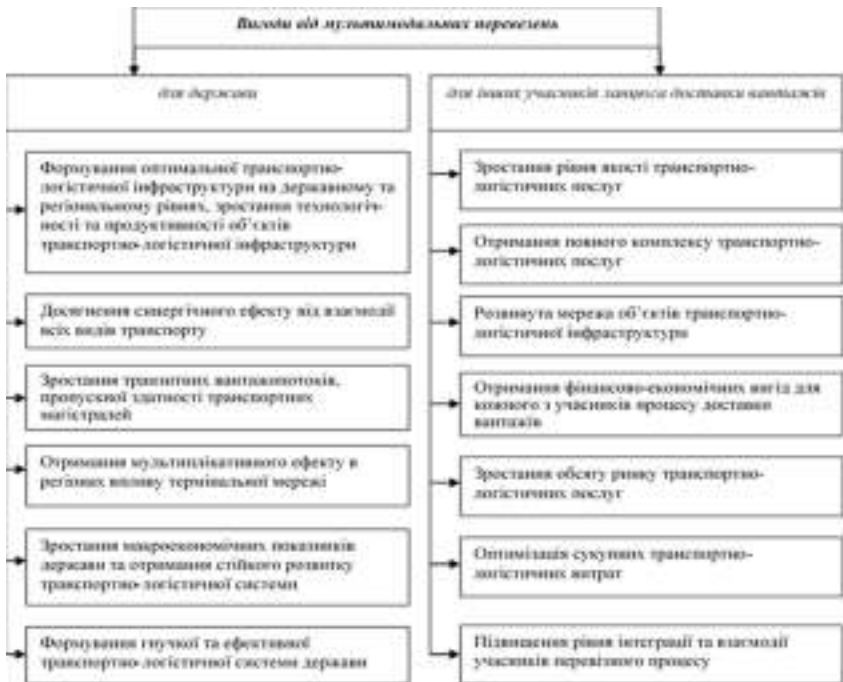 Вигоди від мультимодальних перевезень
для держави
для інших учасників процеса доставки вантажів
Формування оптимальної транспортно-
логістичної інфраструктури на державному та
регіональному рівнях, зростання технологіч-
ності та продуктивності об’єктів
транспортно-логістичної інфраструктури
Досягнення синергічного ефекту від взаємодії
всіх видів транспорту
Зростання транзитних вантажопотоків,
пропускної здатності транспортних
магістралей
Отримання мультиплікативного ефекту в
регіонах впливу термінальної мережі
Зростання макроекономічних показників
держави та отримання стійкого розвитку
транспортно-логістичної системи
Формування гнучкої та ефективної
транспортно-логістичної системи держави
Зростання рівня якості транспортно-
логістичних послуг
Отримання повного комплексу транспортно-
логістичних послуг
Розвинута мережа об’єктів транспортно-
логістичної інфраструктури
Отримання фінансово-економічних вигід для
кожного з учасників процесу доставки
вантажів
Зростання обсягу ринку транспортно-
логістичних послуг
Оптимізація сукупних транспортно-
логістичних витрат
Підвищення рівня інтеграції та взаємодії
учасників перевізного процесу